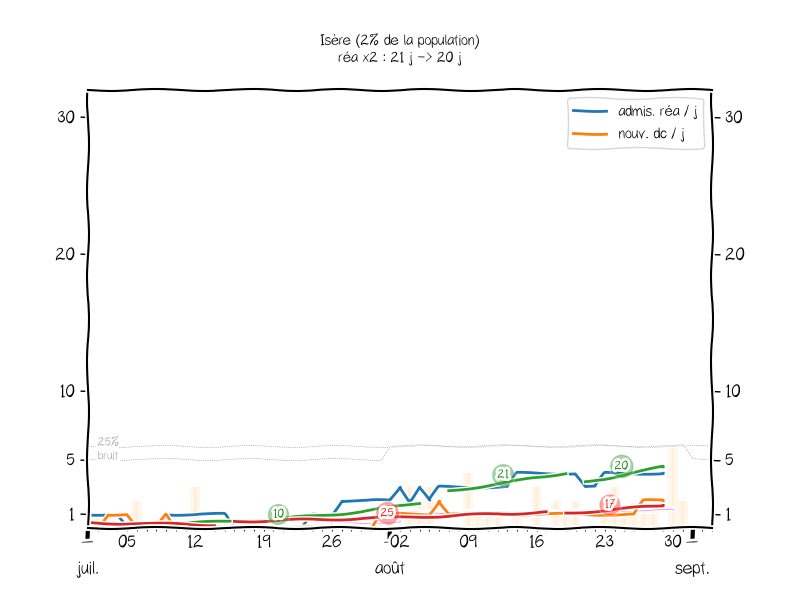 Isère (2% de la population)
réa x2 : 21 j -> 20 j
admis. réa / j
nouv. dc / j
30 30
20 20
10 10
5 5
1 1
25%
bruit
10 25 21 20 17
05 12 19 26 02 09 16 23 30
juil. août sept.